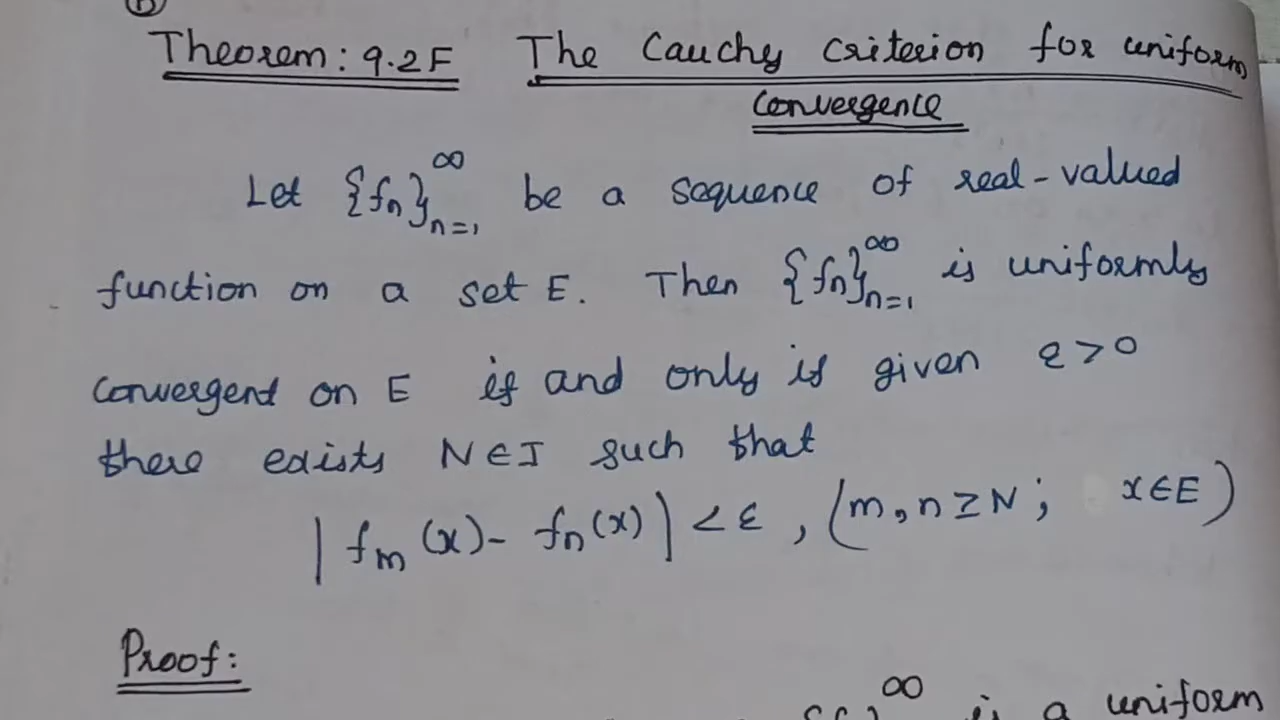 Theorem: 9.2F The Cauchy criterion for uniform
Convergence
Let {fn}∞n=1 be a sequence of real-valued
function on a set E. Then {fn}∞n=1 is uniformly
convergent on E if and only if given ε > 0
there exists N∈I such that
|fm(x) - fn(x)| < ε, (m, n ≥ N; x∈E)
Proof:
∞ is a uniform